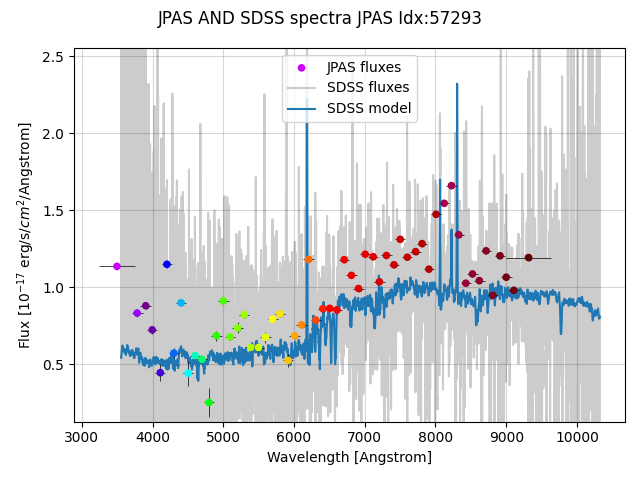 JPAS AND SDSS spectra JPAS Idx:57293
JPAS fluxes
SDSS fluxes
SDSS model
Flux [10⁻¹⁷ erg/s/cm²/Angstrom]
2.5
2.0
1.5
1.0
0.5
3000 4000 5000 6000 7000 8000 9000 10000
Wavelength [Angstrom]